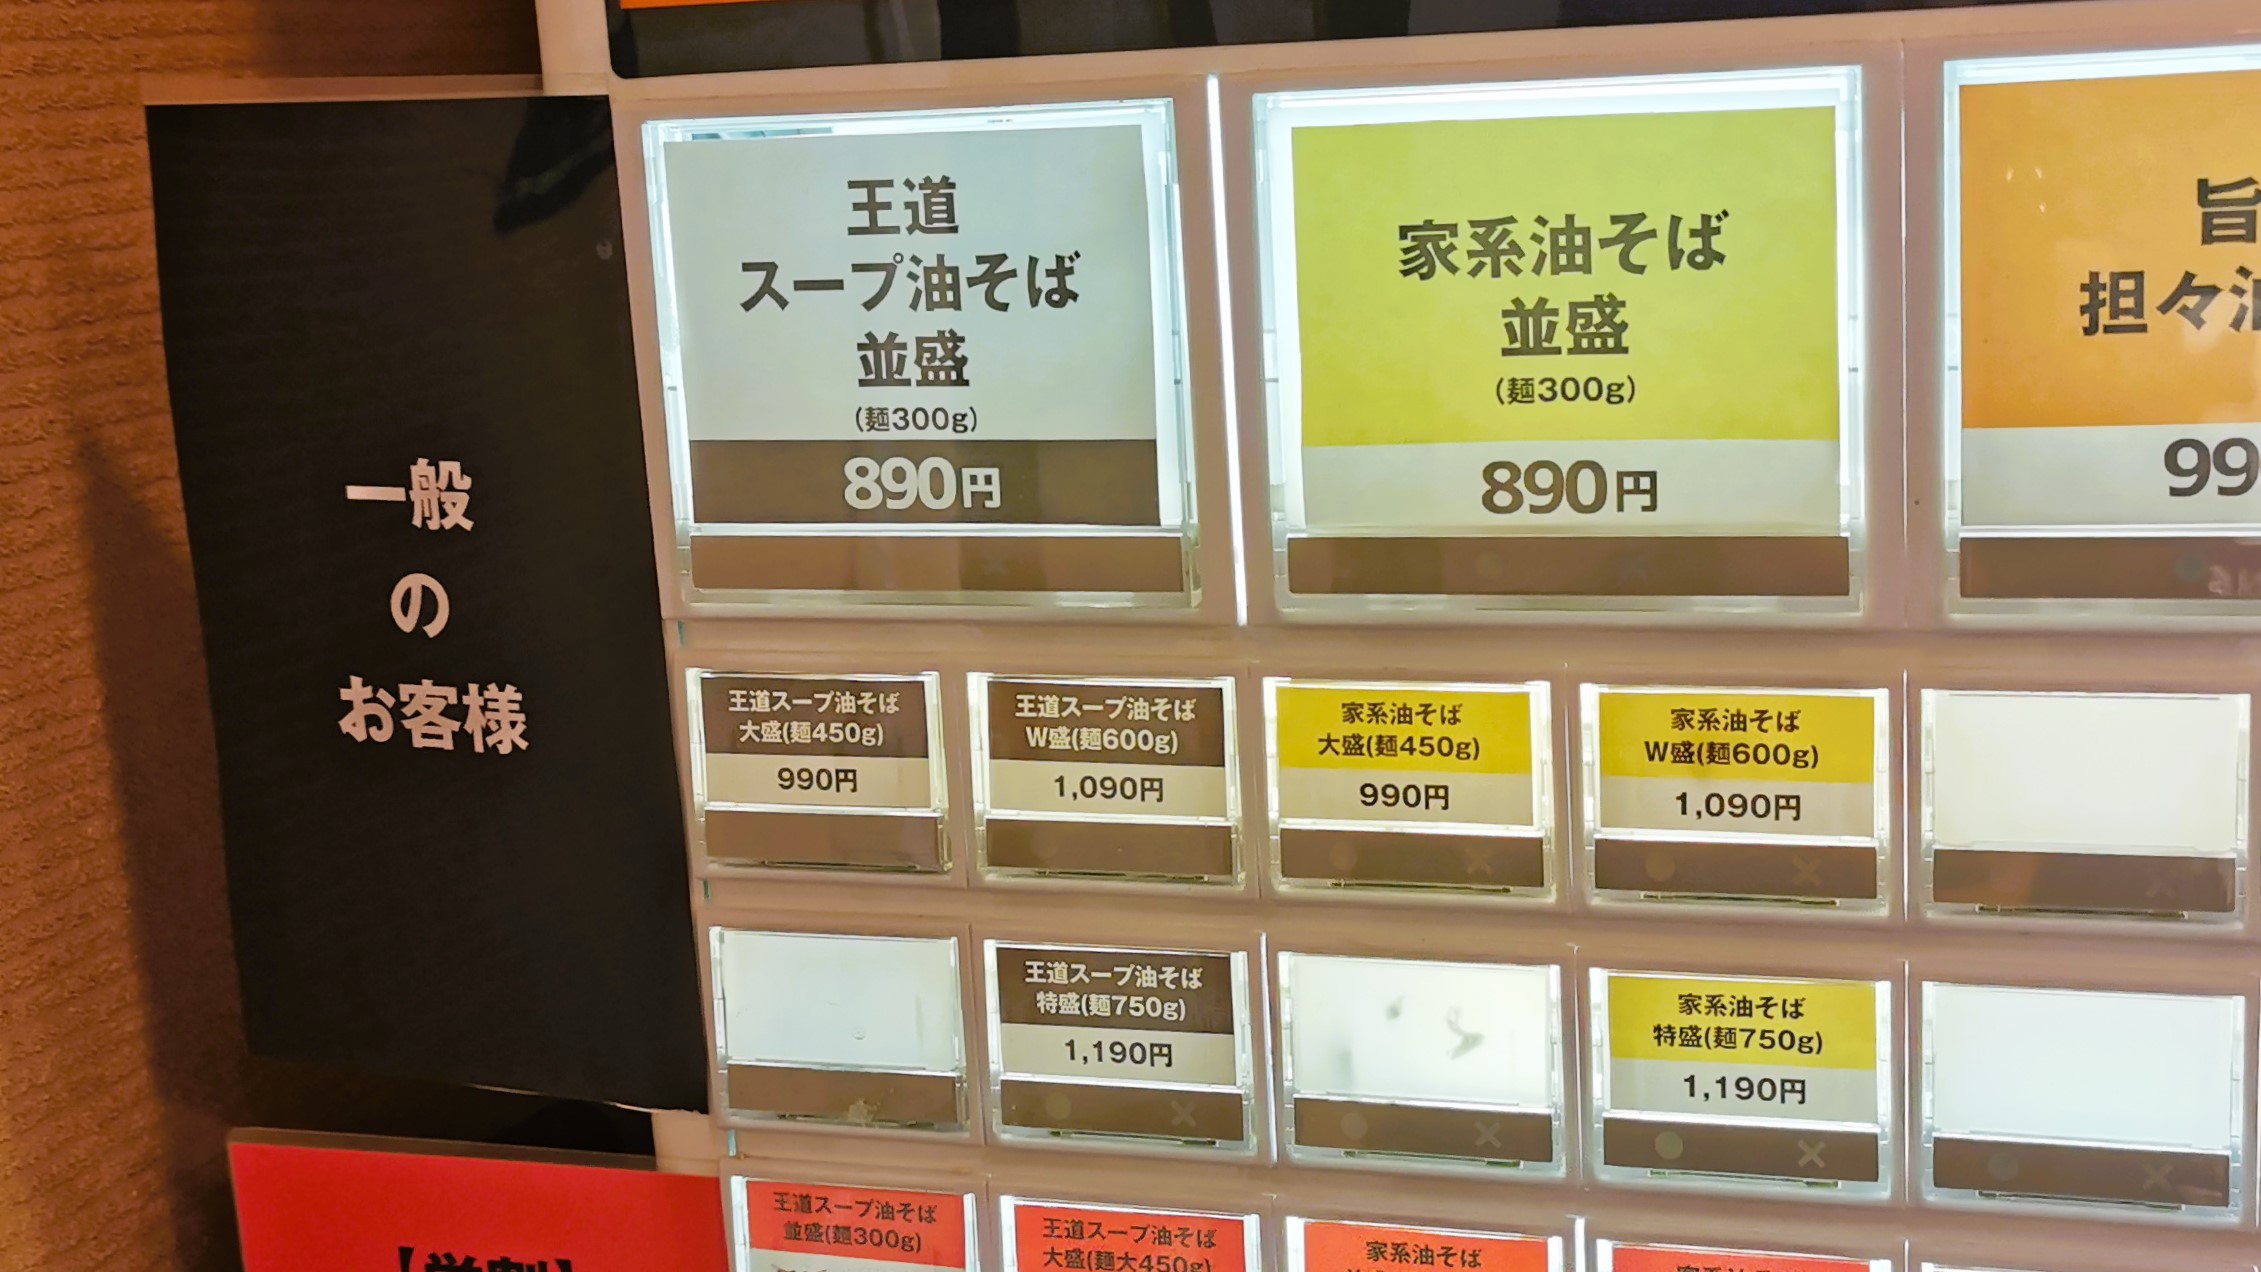 一般
の
お客様
王道
スープ油そば
並盛
(麺300g)
890円
家系油そば
並盛
(麺300g)
890円
旨
担々油
99
王道スープ油そば
大盛(麺450g)
990円
王道スープ油そば
W盛(麺600g)
1,090円
家系油そば
大盛(麺450g)
990円
家系油そば
W盛(麺600g)
1,090円
王道スープ油そば
特盛(麺750g)
1,190円
家系油そば
特盛(麺750g)
1,190円
王道スープ油そば
並盛(麺300g)
王道スープ油そば
大盛(麺大450g)
家系油そば